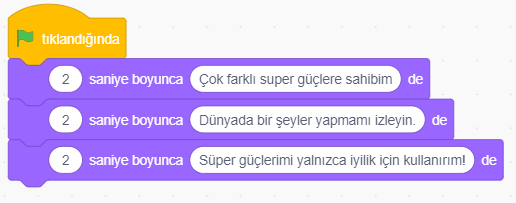 tıklandığında
2 saniye boyunca Çok farklı super güçlere sahibim de
2 saniye boyunca Dünyada bir şeyler yapmamı izleyin. de
2 saniye boyunca Süper güçlerimi yalnızca iyilik için kullanırım! de